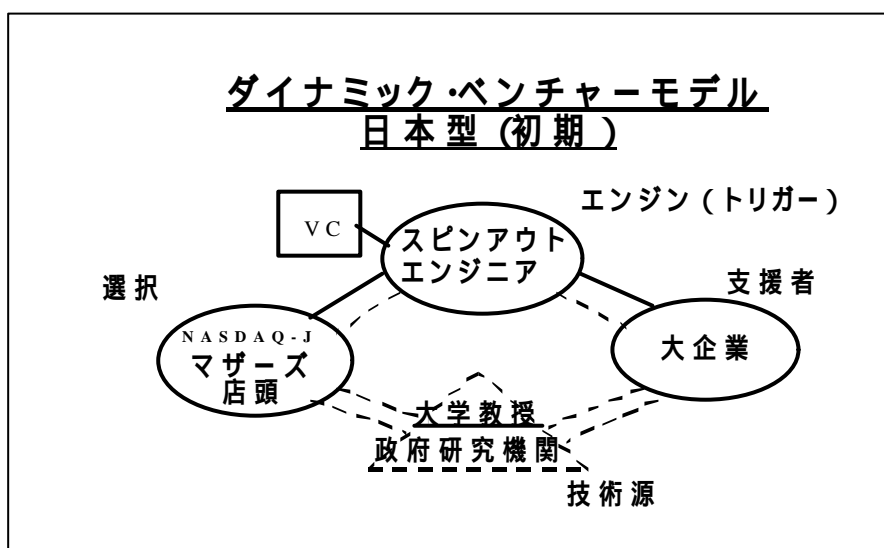 ダイナミック・ベンチャーモデル
日本型(初期)
エンジン(トリガー)
VC
スピンアウト
エンジニア
選択
支援者
NASDAQ-J
マザーズ
店頭
大企業
大学教授
政府研究機関
技術源